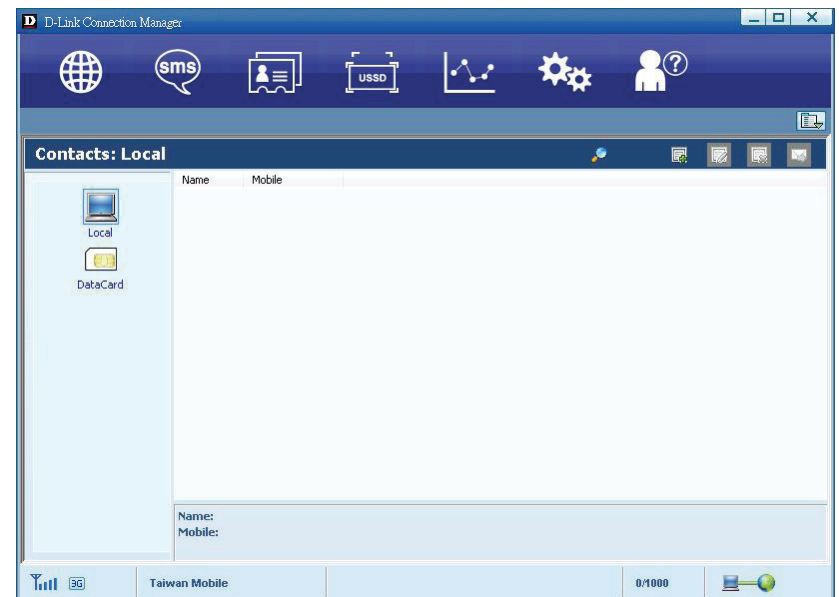 D D-Link Connection Manager
sms
USSD
?
Contacts: Local
Name Mobile
Local
DataCard
Name:
Mobile:
3G Taiwan Mobile 0/1000